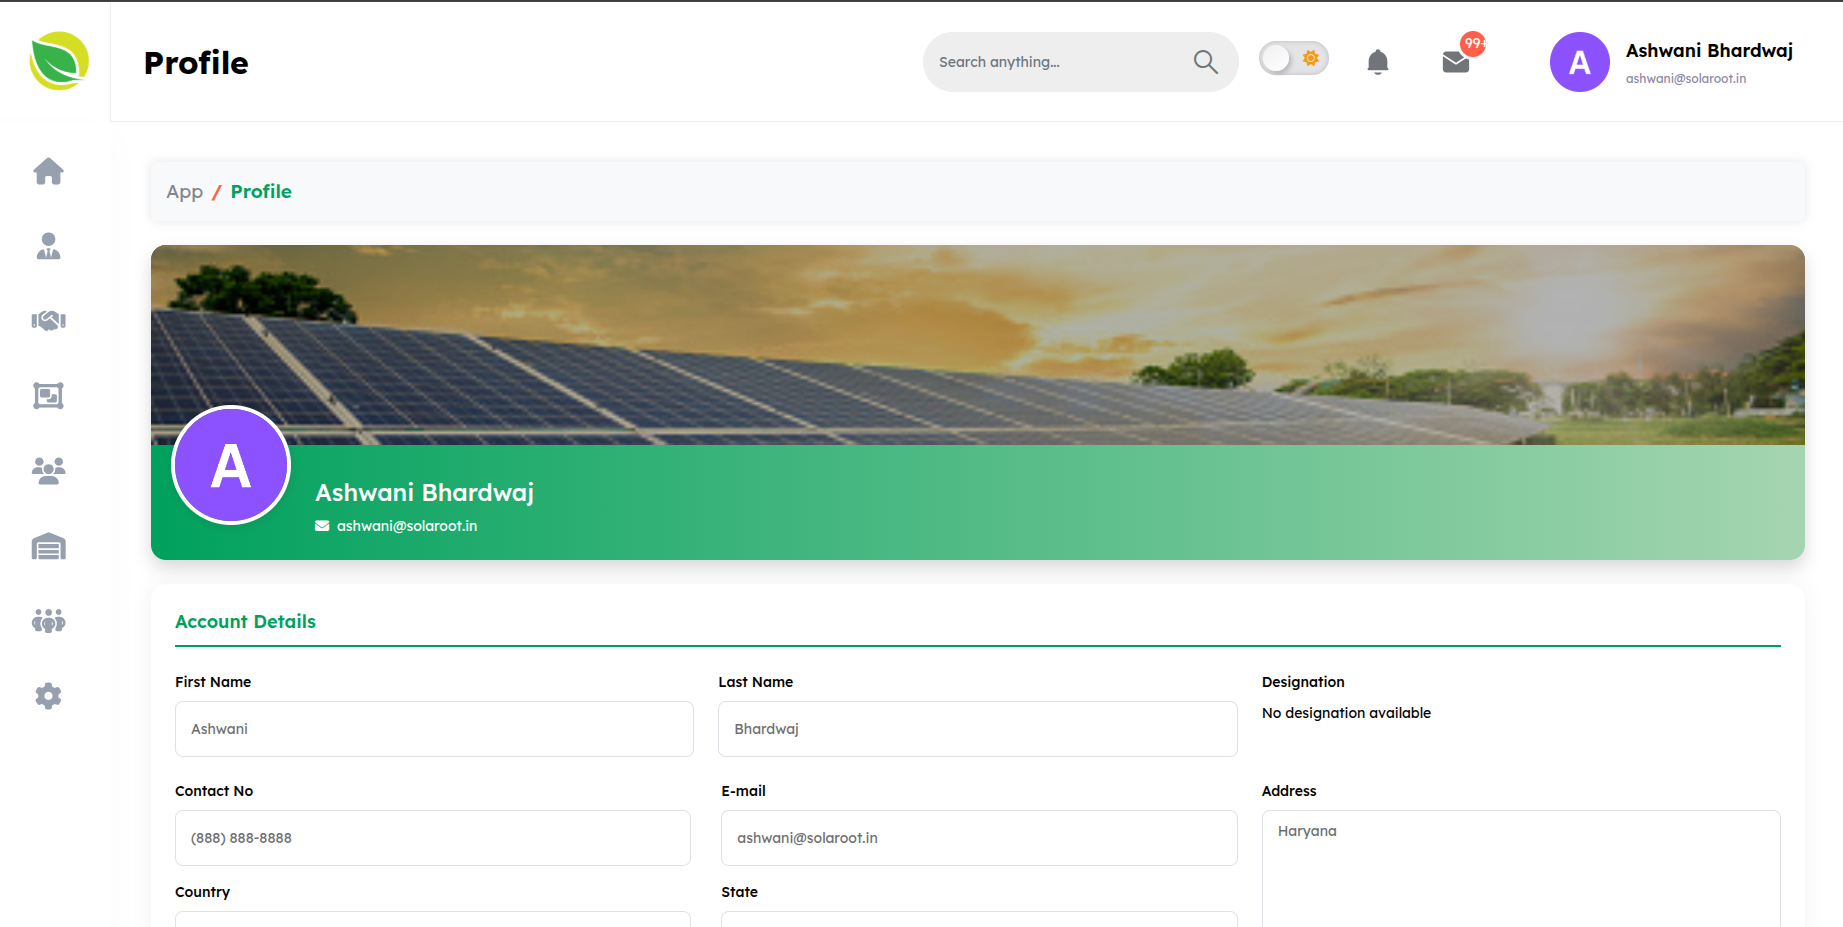 Profile
Search anything...
99+
A
Ashwani Bhardwaj
ashwani@solaroot.in
App / Profile
A
Ashwani Bhardwaj
ashwani@solaroot.in
Account Details
First Name
Last Name
Designation
Ashwani
Bhardwaj
No designation available
Contact No
E-mail
Address
(888) 888-8888
ashwani@solaroot.in
Haryana
Country
State